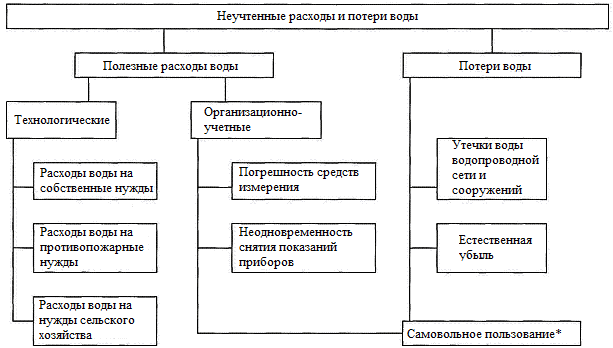 Неучтенные расходы и потери воды
Полезные расходы воды
Потери воды
Технологические
Организационно-
учетные
Расходы воды на
собственные нужды
Расходы воды на
противопожарные
нужды
Расходы воды на
нужды сельского
хозяйства
Погрешность средств
измерения
Неодновременность
снятия показаний
приборов
Утечки воды
водопроводной
сети и
сооружений
Естественная
убыль
Самовольное пользование*